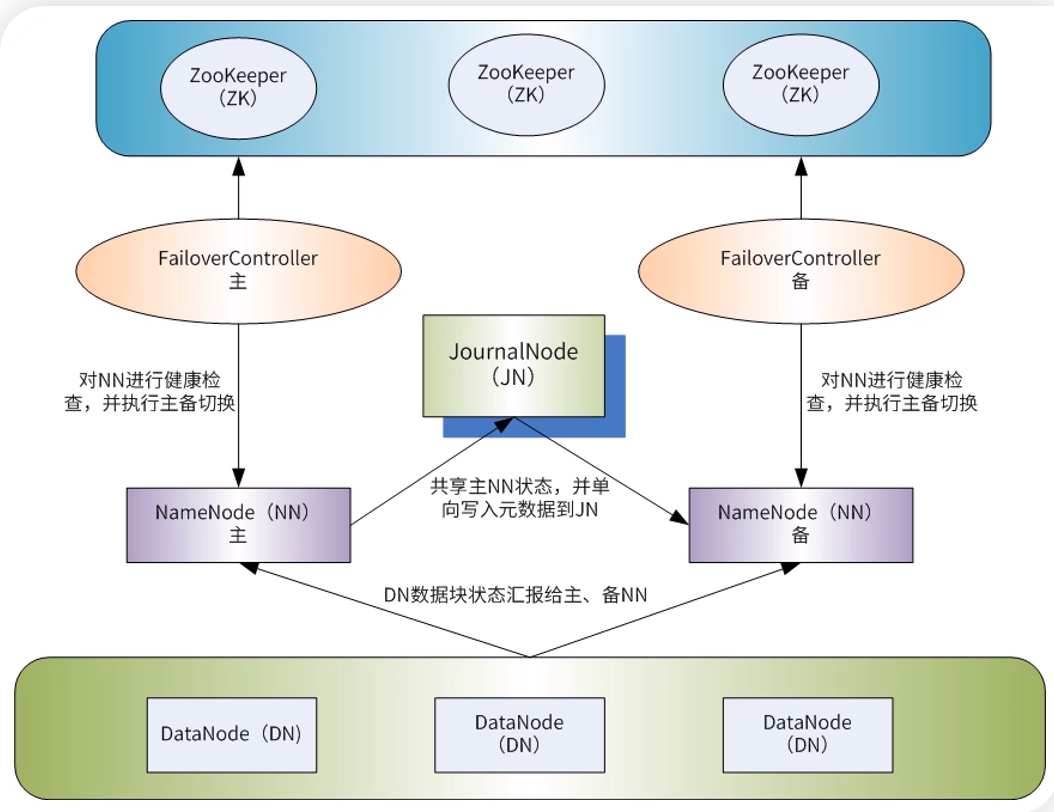 ZooKeeper
（ZK）
ZooKeeper
（ZK）
ZooKeeper
（ZK）
FailoverController
主
FailoverController
备
JournalNode
（JN）
对NN进行健康检
查，并执行主备切换
对NN进行健康检
查，并执行主备切换
共享主NN状态，并单
向写入元数据到JN
NameNode（NN）
主
NameNode（NN）
备
DN数据块状态汇报给主、备NN
DataNode（DN)
DataNode
（DN）
DataNode
（DN）